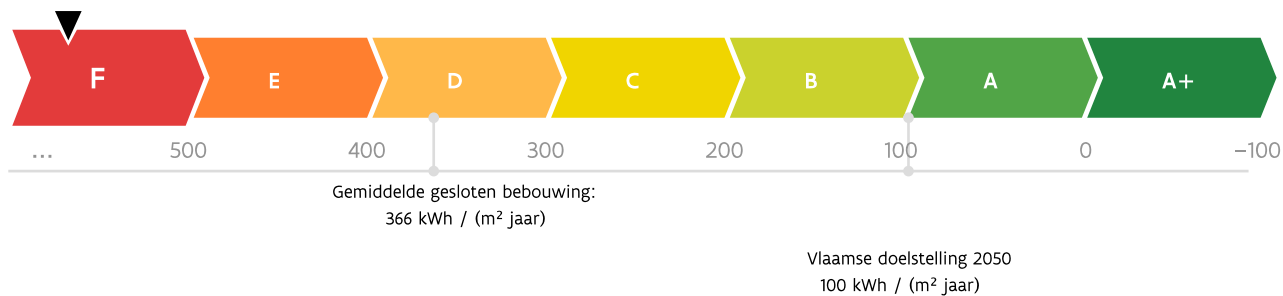 F E D C B A A+
... 500 400 300 200 100 0 –100
Gemiddelde gesloten bebouwing:
366 kWh / (m² jaar)
Vlaamse doelstelling 2050
100 kWh / (m² jaar)